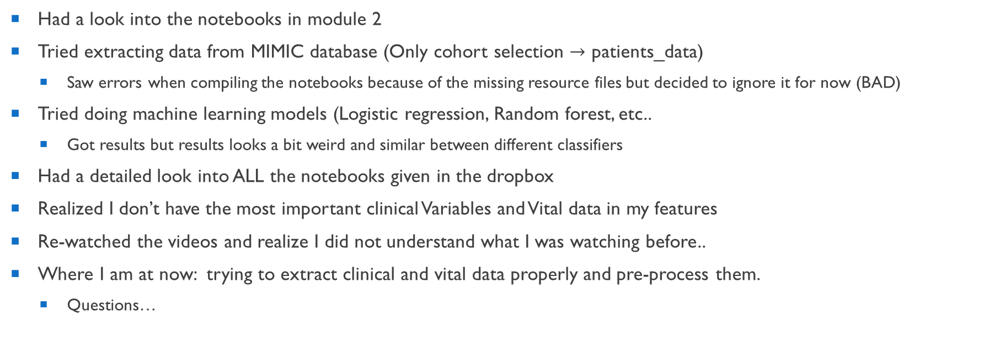 Had a look into the notebooks in module 2
Tried extracting data from MIMIC database (Only cohort selection → patients_data)
Saw errors when compiling the notebooks because of the missing resource files but decided to ignore it for now (BAD)
Tried doing machine learning models (Logistic regression, Random forest, etc..
Got results but results looks a bit weird and similar between different classifiers
Had a detailed look into ALL the notebooks given in the dropbox
Realized I don’t have the most important clinical Variables and Vital data in my features
Re-watched the videos and realize I did not understand what I was watching before..
Where I am at now: trying to extract clinical and vital data properly and pre-process them.
Questions…